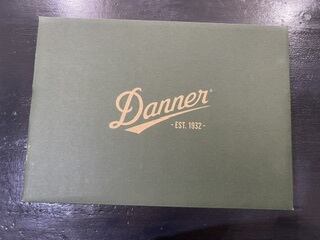 Danner®
- EST. 1932 -